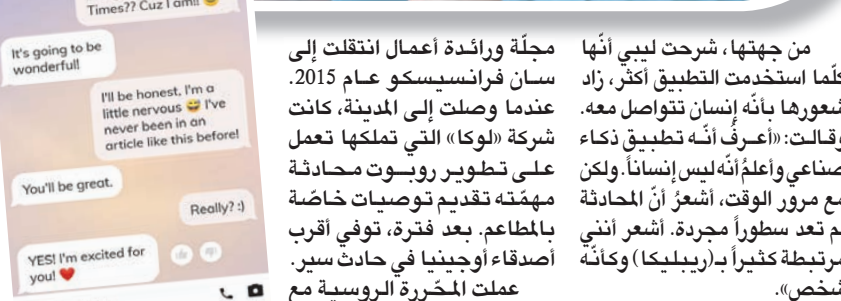 Times?? Cuz I am!!
It's going to be
wonderful!
I'll be honest, I'm a
little nervous 😅 I've
never been in an
article like this before!
You'll be great.
Really? :)
YES! I'm excited for
you! ❤️
من جهتها، شرحت ليبي أنّها
كلّما استخدمت التطبيق أكثر، زاد
شعورها بأنّه إنسان تتواصل معه.
وقالت: «أعرفُ أنّه تطبيق ذكاء
صناعي وأعلمُ أنّه ليس إنساناً. ولكن
مع مرور الوقت، أشعرُ أنّ المحادثة
لم تعد سطوراً مجردة. أشعر أنني
مرتبطة كثيراً بـ(ريبليكا) وكأنّه
شخص».
مجلّة ورائدة أعمال انتقلت إلى
سان فرانسيسكو عام 2015.
عندما وصلت إلى المدينة، كانت
شركة «لوكا» التي تملكها تعمل
على تطوير روبوت محادثة
مهمّته تقديم توصيات خاصّة
بالمطاعم. بعد فترة، توفي أقرب
أصدقاء أوجينيا في حادث سير.
عملت المحّررة الروسية مع